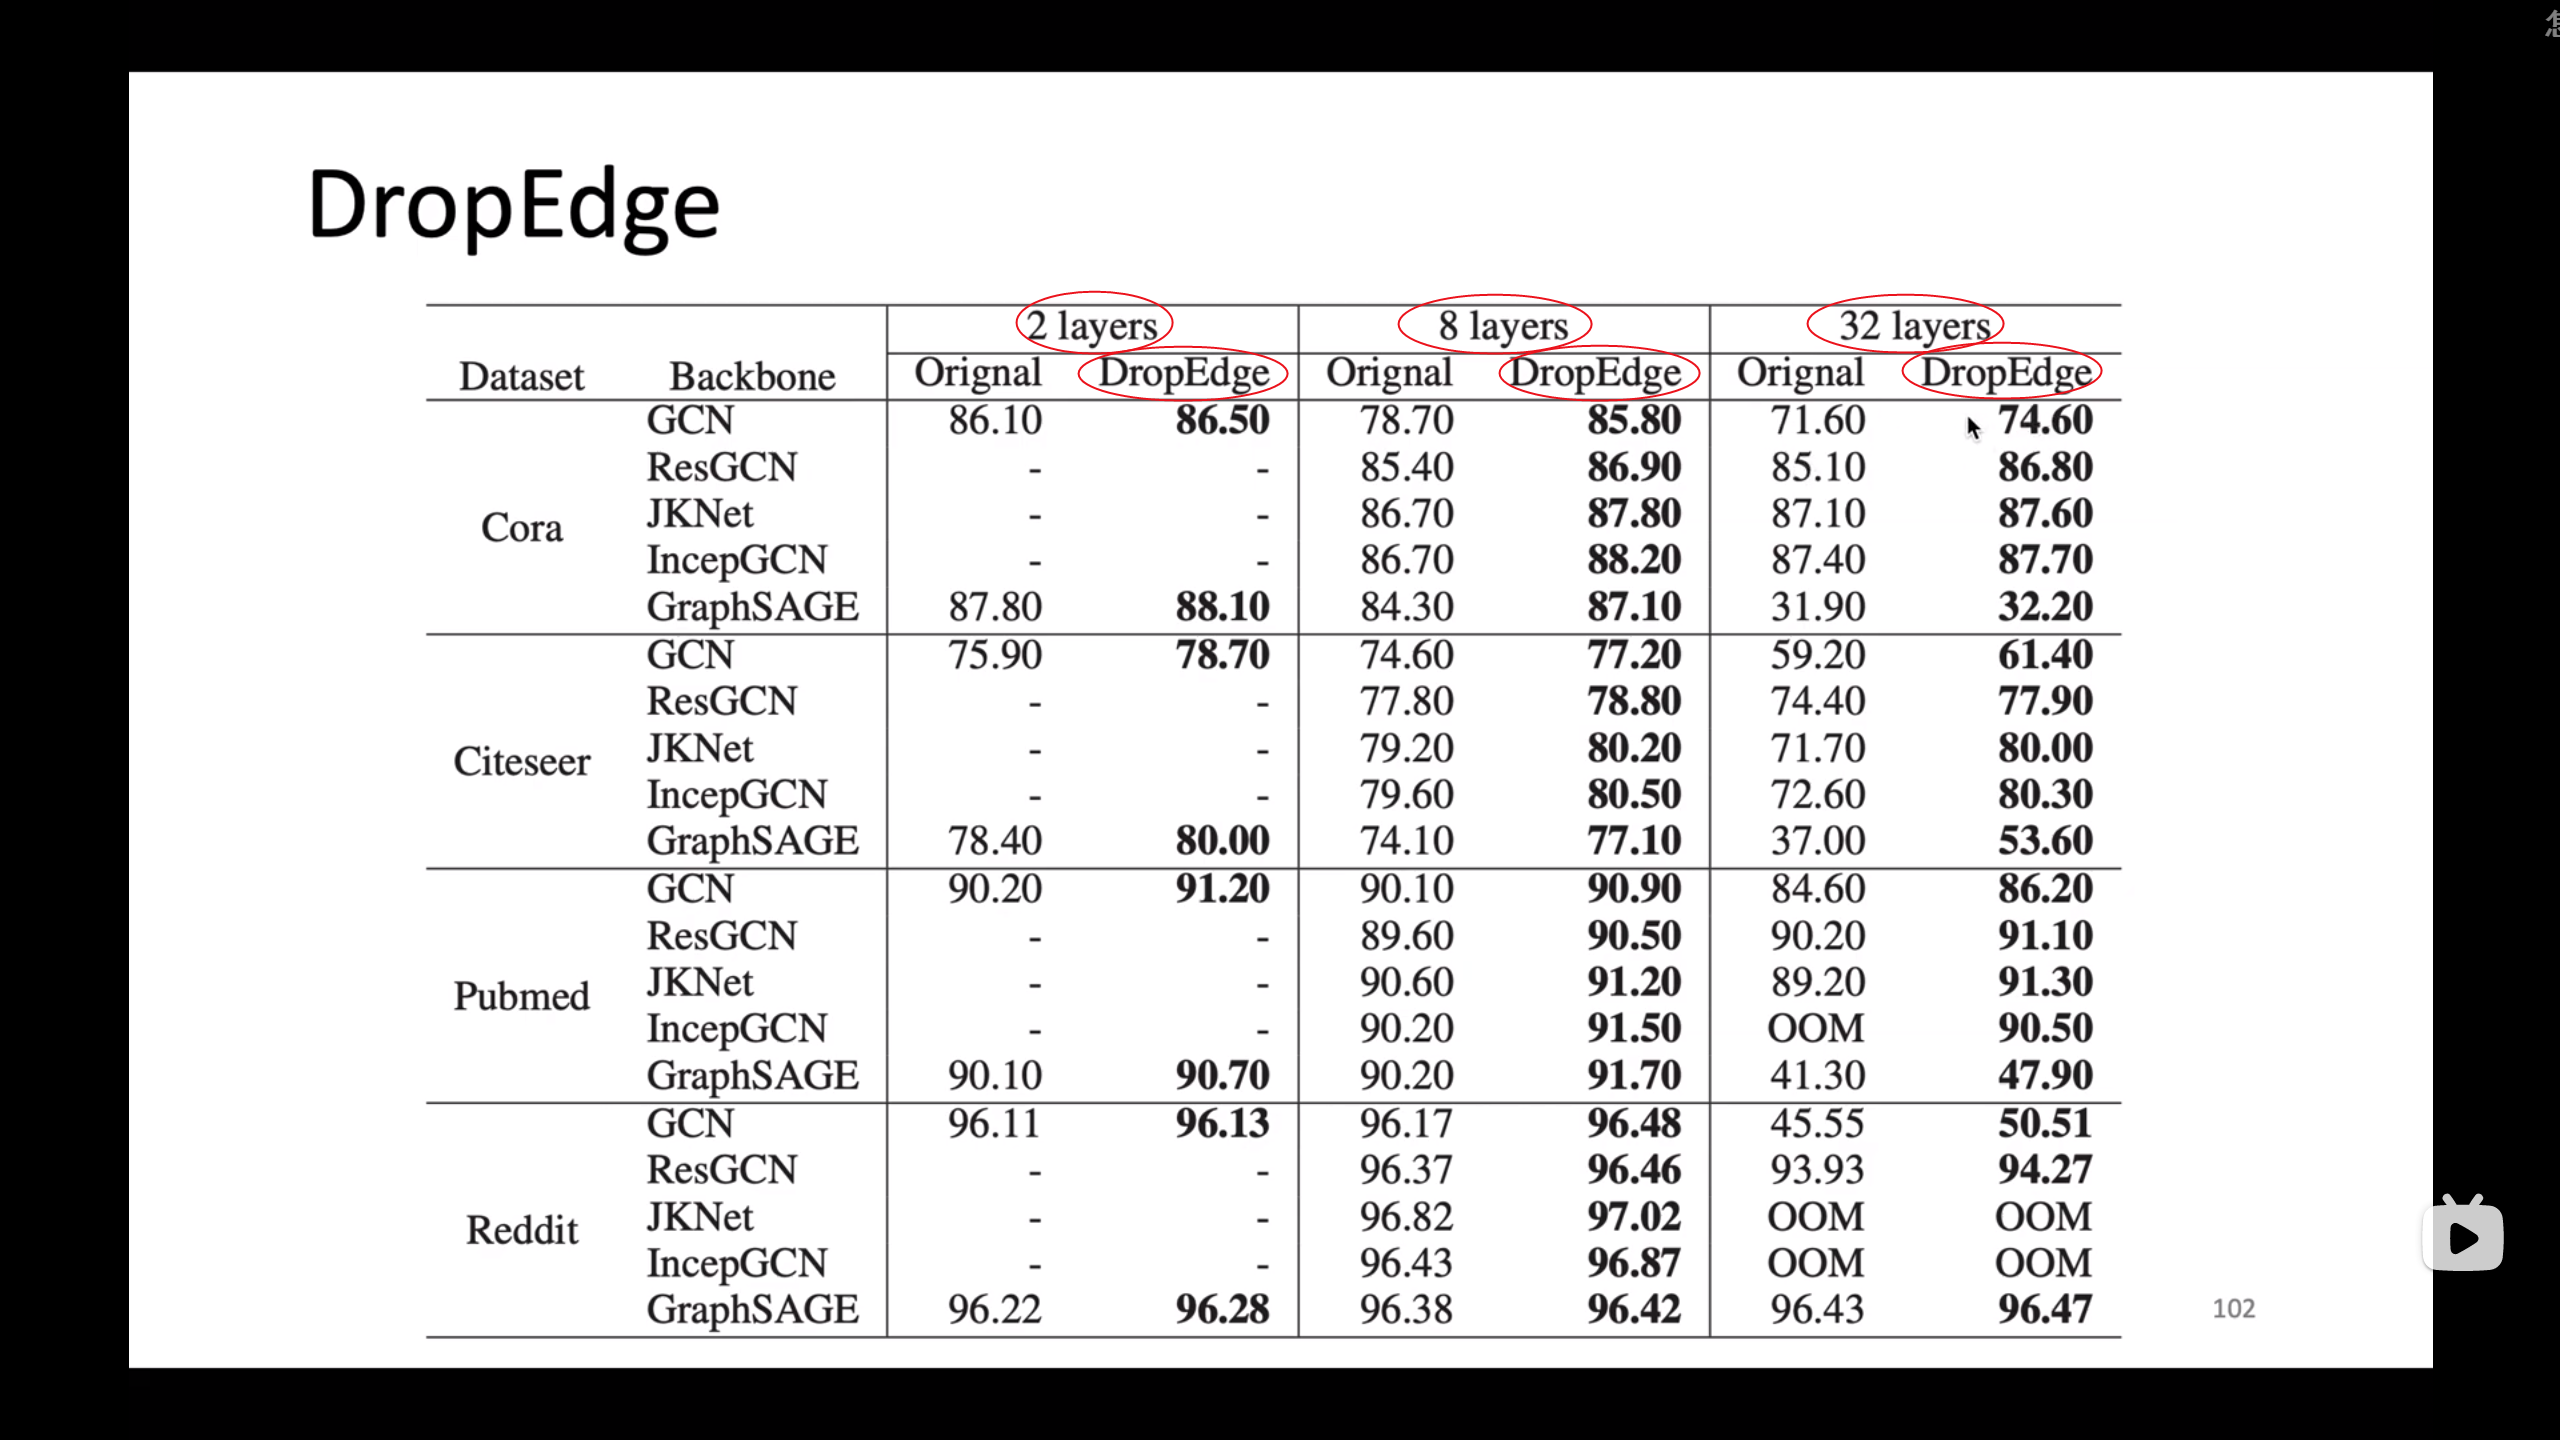 DropEdge
2 layers 8 layers 32 layers
Dataset Backbone Orignal DropEdge Orignal DropEdge Orignal DropEdge
GCN 86.10 86.50 78.70 85.80 71.60 74.60
ResGCN - - 85.40 86.90 85.10 86.80
Cora JKNet - - 86.70 87.80 87.10 87.60
IncepGCN - - 86.70 88.20 87.40 87.70
GraphSAGE 87.80 88.10 84.30 87.10 31.90 32.20
GCN 75.90 78.70 74.60 77.20 59.20 61.40
ResGCN - - 77.80 78.80 74.40 77.90
Citeseer JKNet - - 79.20 80.20 71.70 80.00
IncepGCN - - 79.60 80.50 72.60 80.30
GraphSAGE 78.40 80.00 74.10 77.10 37.00 53.60
GCN 90.20 91.20 90.10 90.90 84.60 86.20
ResGCN - - 89.60 90.50 90.20 91.10
Pubmed JKNet - - 90.60 91.20 89.20 91.30
IncepGCN - - 90.20 91.50 OOM 90.50
GraphSAGE 90.10 90.70 90.20 91.70 41.30 47.90
GCN 96.11 96.13 96.17 96.48 45.55 50.51
ResGCN - - 96.37 96.46 93.93 94.27
Reddit JKNet - - 96.82 97.02 OOM OOM
IncepGCN - - 96.43 96.87 OOM OOM
GraphSAGE 96.22 96.28 96.38 96.42 96.43 96.47
102